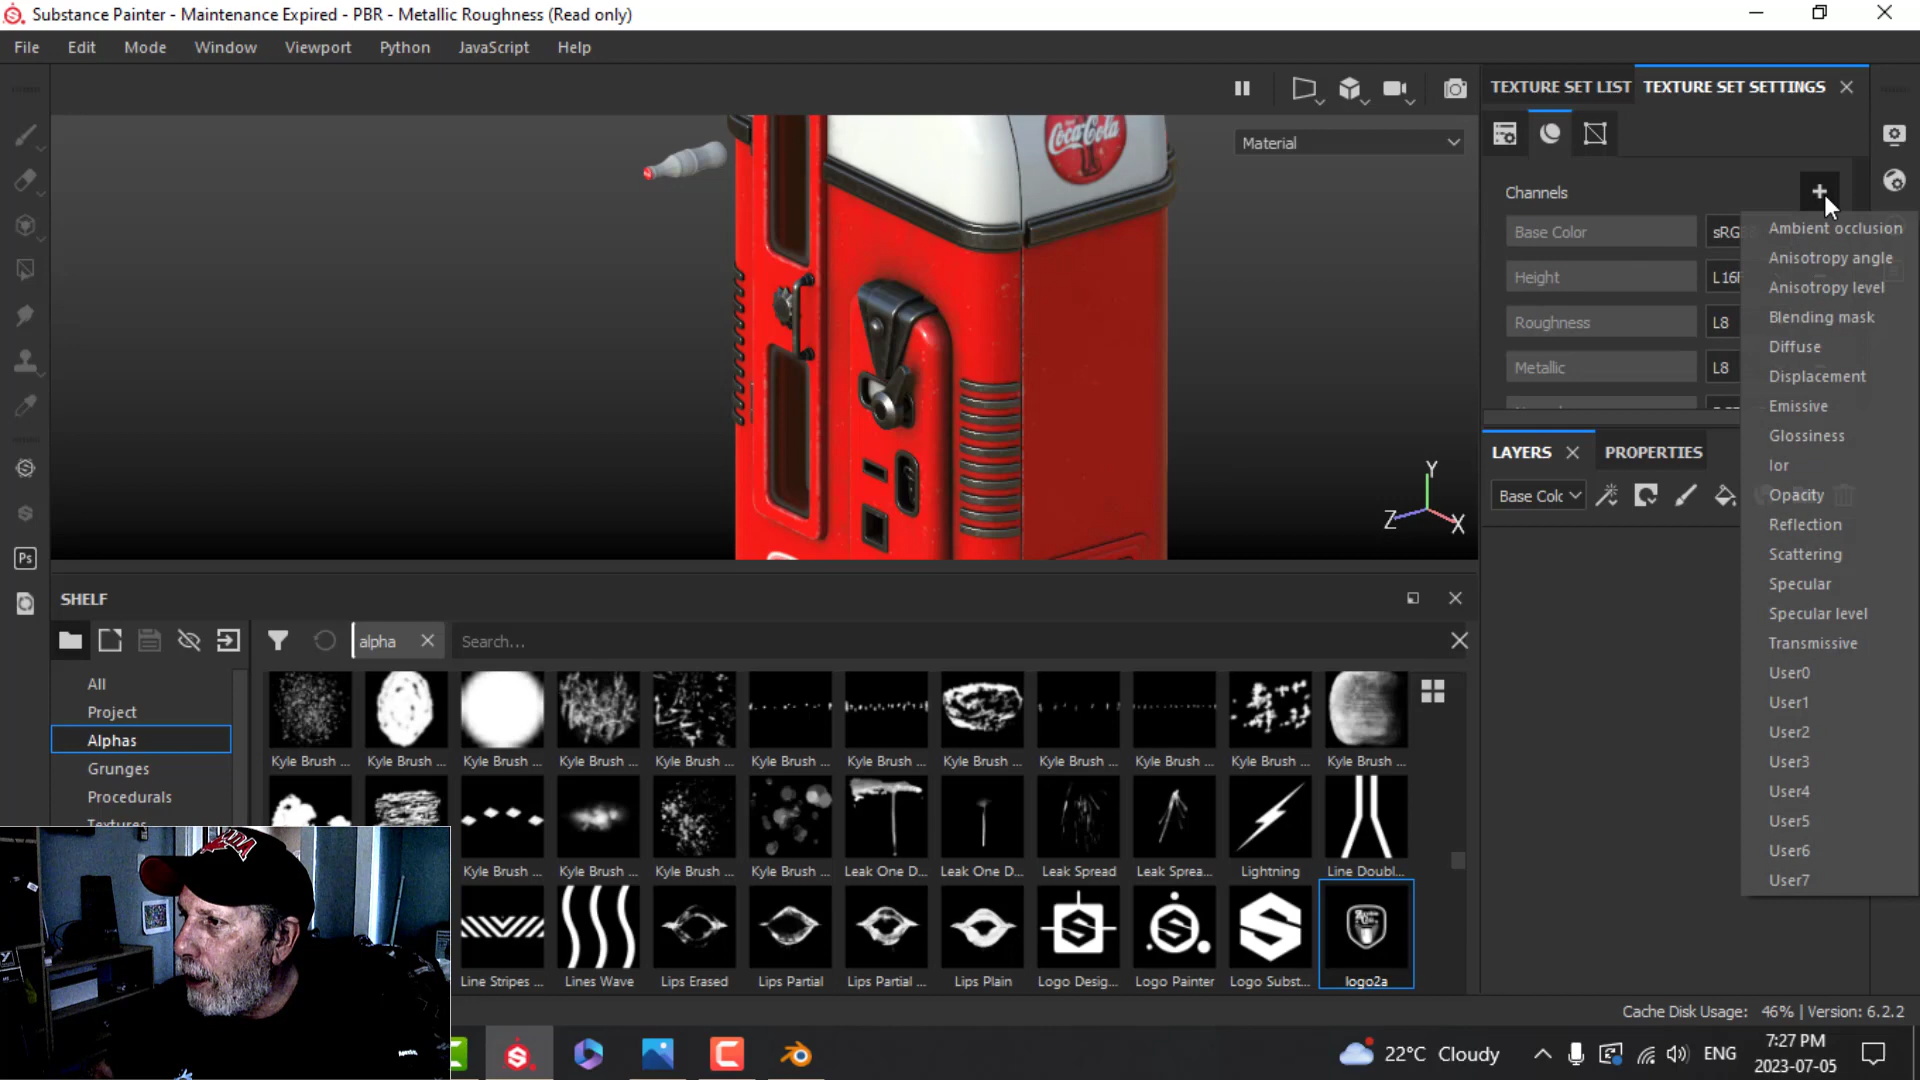 Substance Painter - Maintenance Expired - PBR - Metallic Roughness (Read only)
File Edit Mode Window Viewport Python JavaScript Help
TEXTURE SET LIST TEXTURE SET SETTINGS
Material
Coca-Cola
Channels
Base Color
Height
Roughness L8
Metallic L8
Ambient occlusion
Anisotropy angle
Anisotropy level
Blending mask
Diffuse
Displacement
Emissive
Glossiness
Ior
Opacity
Reflection
Scattering
Specular
Specular level
Transmissive
User0
User1
User2
User3
User4
User5
User6
User7
LAYERS PROPERTIES
Base Colc
Y
Z
X
Ps
SHELF
alpha
Search...
All
Project
Alphas
Grunges
Procedurals
Textures
Kyle Brush ... Kyle Brush ... Kyle Brush ... Kyle Brush ... Kyle Brush ... Kyle Brush ... Kyle Brush ... Kyle Brush ... Kyle Brush ... Kyle Brush ... Kyle Brush ... Kyle Brush ...
Kyle Brush ... Kyle Brush ... Kyle Brush ... Kyle Brush ... Leak One D... Leak One D... Leak Spread Leak Sprea... Lightning Line Doubl...
Line Stripes ... Lines Wave Lips Erased Lips Partial Lips Partial ... Lips Plain Logo Desig... Logo Painter Logo Subst... logo2a
Cache Disk Usage: 46% | Version: 6.2.2
22°C Cloudy
ENG
7:27 PM
2023-07-05